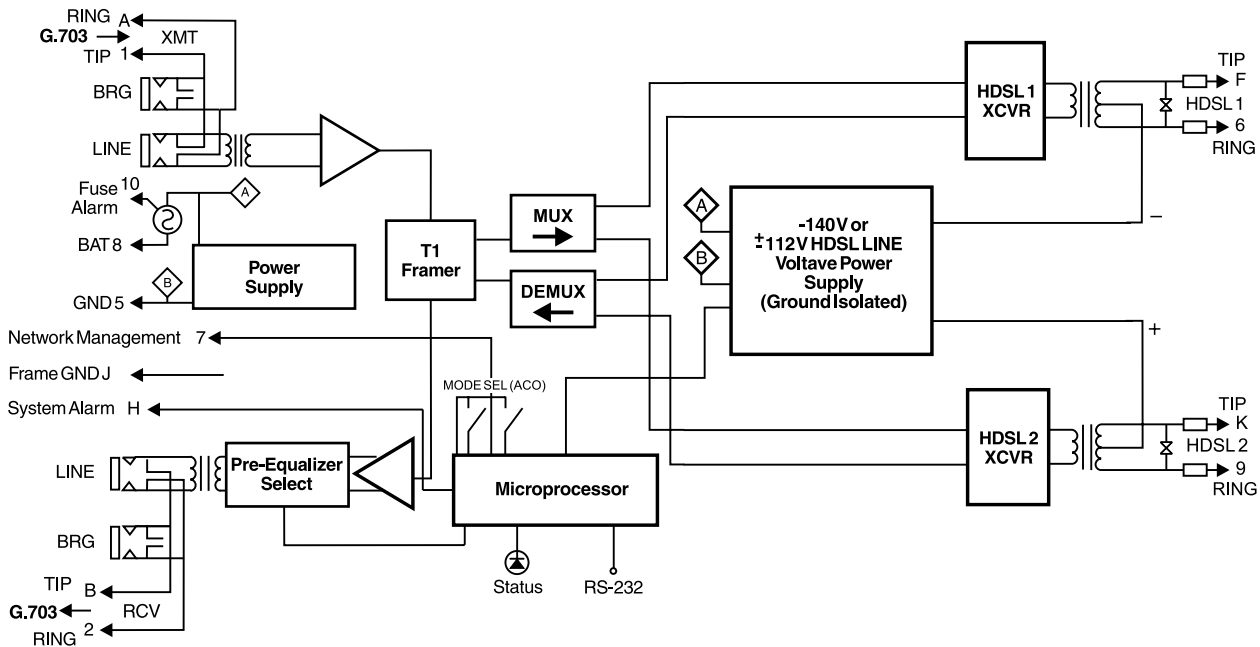 RING A
G.703 XMT
TIP 1
BRG
LINE
Fuse 10
Alarm
A
BAT 8
Power
Supply
B
GND 5
Network Management 7
Frame GND J
System Alarm H
LINE
BRG
TIP B
G.703 RCV
RING 2
Pre-Equalizer
Select
T1
Framer
MUX
DEMUX
MODE SEL (ACO)
Microprocessor
Status
RS-232
A
B
-140V or
±112V HDSL LINE
Voltave Power
Supply
(Ground Isolated)
HDSL 1
XCVR
TIP
F
HDSL 1
6
RING
−
+
HDSL 2
XCVR
TIP
K
HDSL 2
9
RING